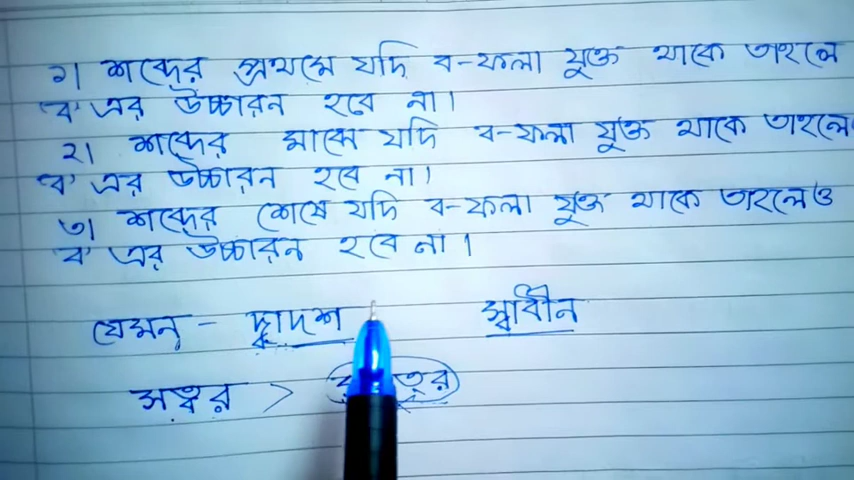 ১। শব্দের প্রথমে যদি ব-ফলা যুক্ত থাকে তাহলে
'ব' এর উচ্চারন হবে না।
২। শব্দের মাঝে যদি ব-ফলা যুক্ত থাকে তাহলে
'ব' এর উচ্চারন হবে না।
৩। শব্দের শেষে যদি ব-ফলা যুক্ত থাকে তাহলেও
'ব' এর উচ্চারন হবে না।
যেমন - দ্বাদশ স্বাধীন
সত্বর >